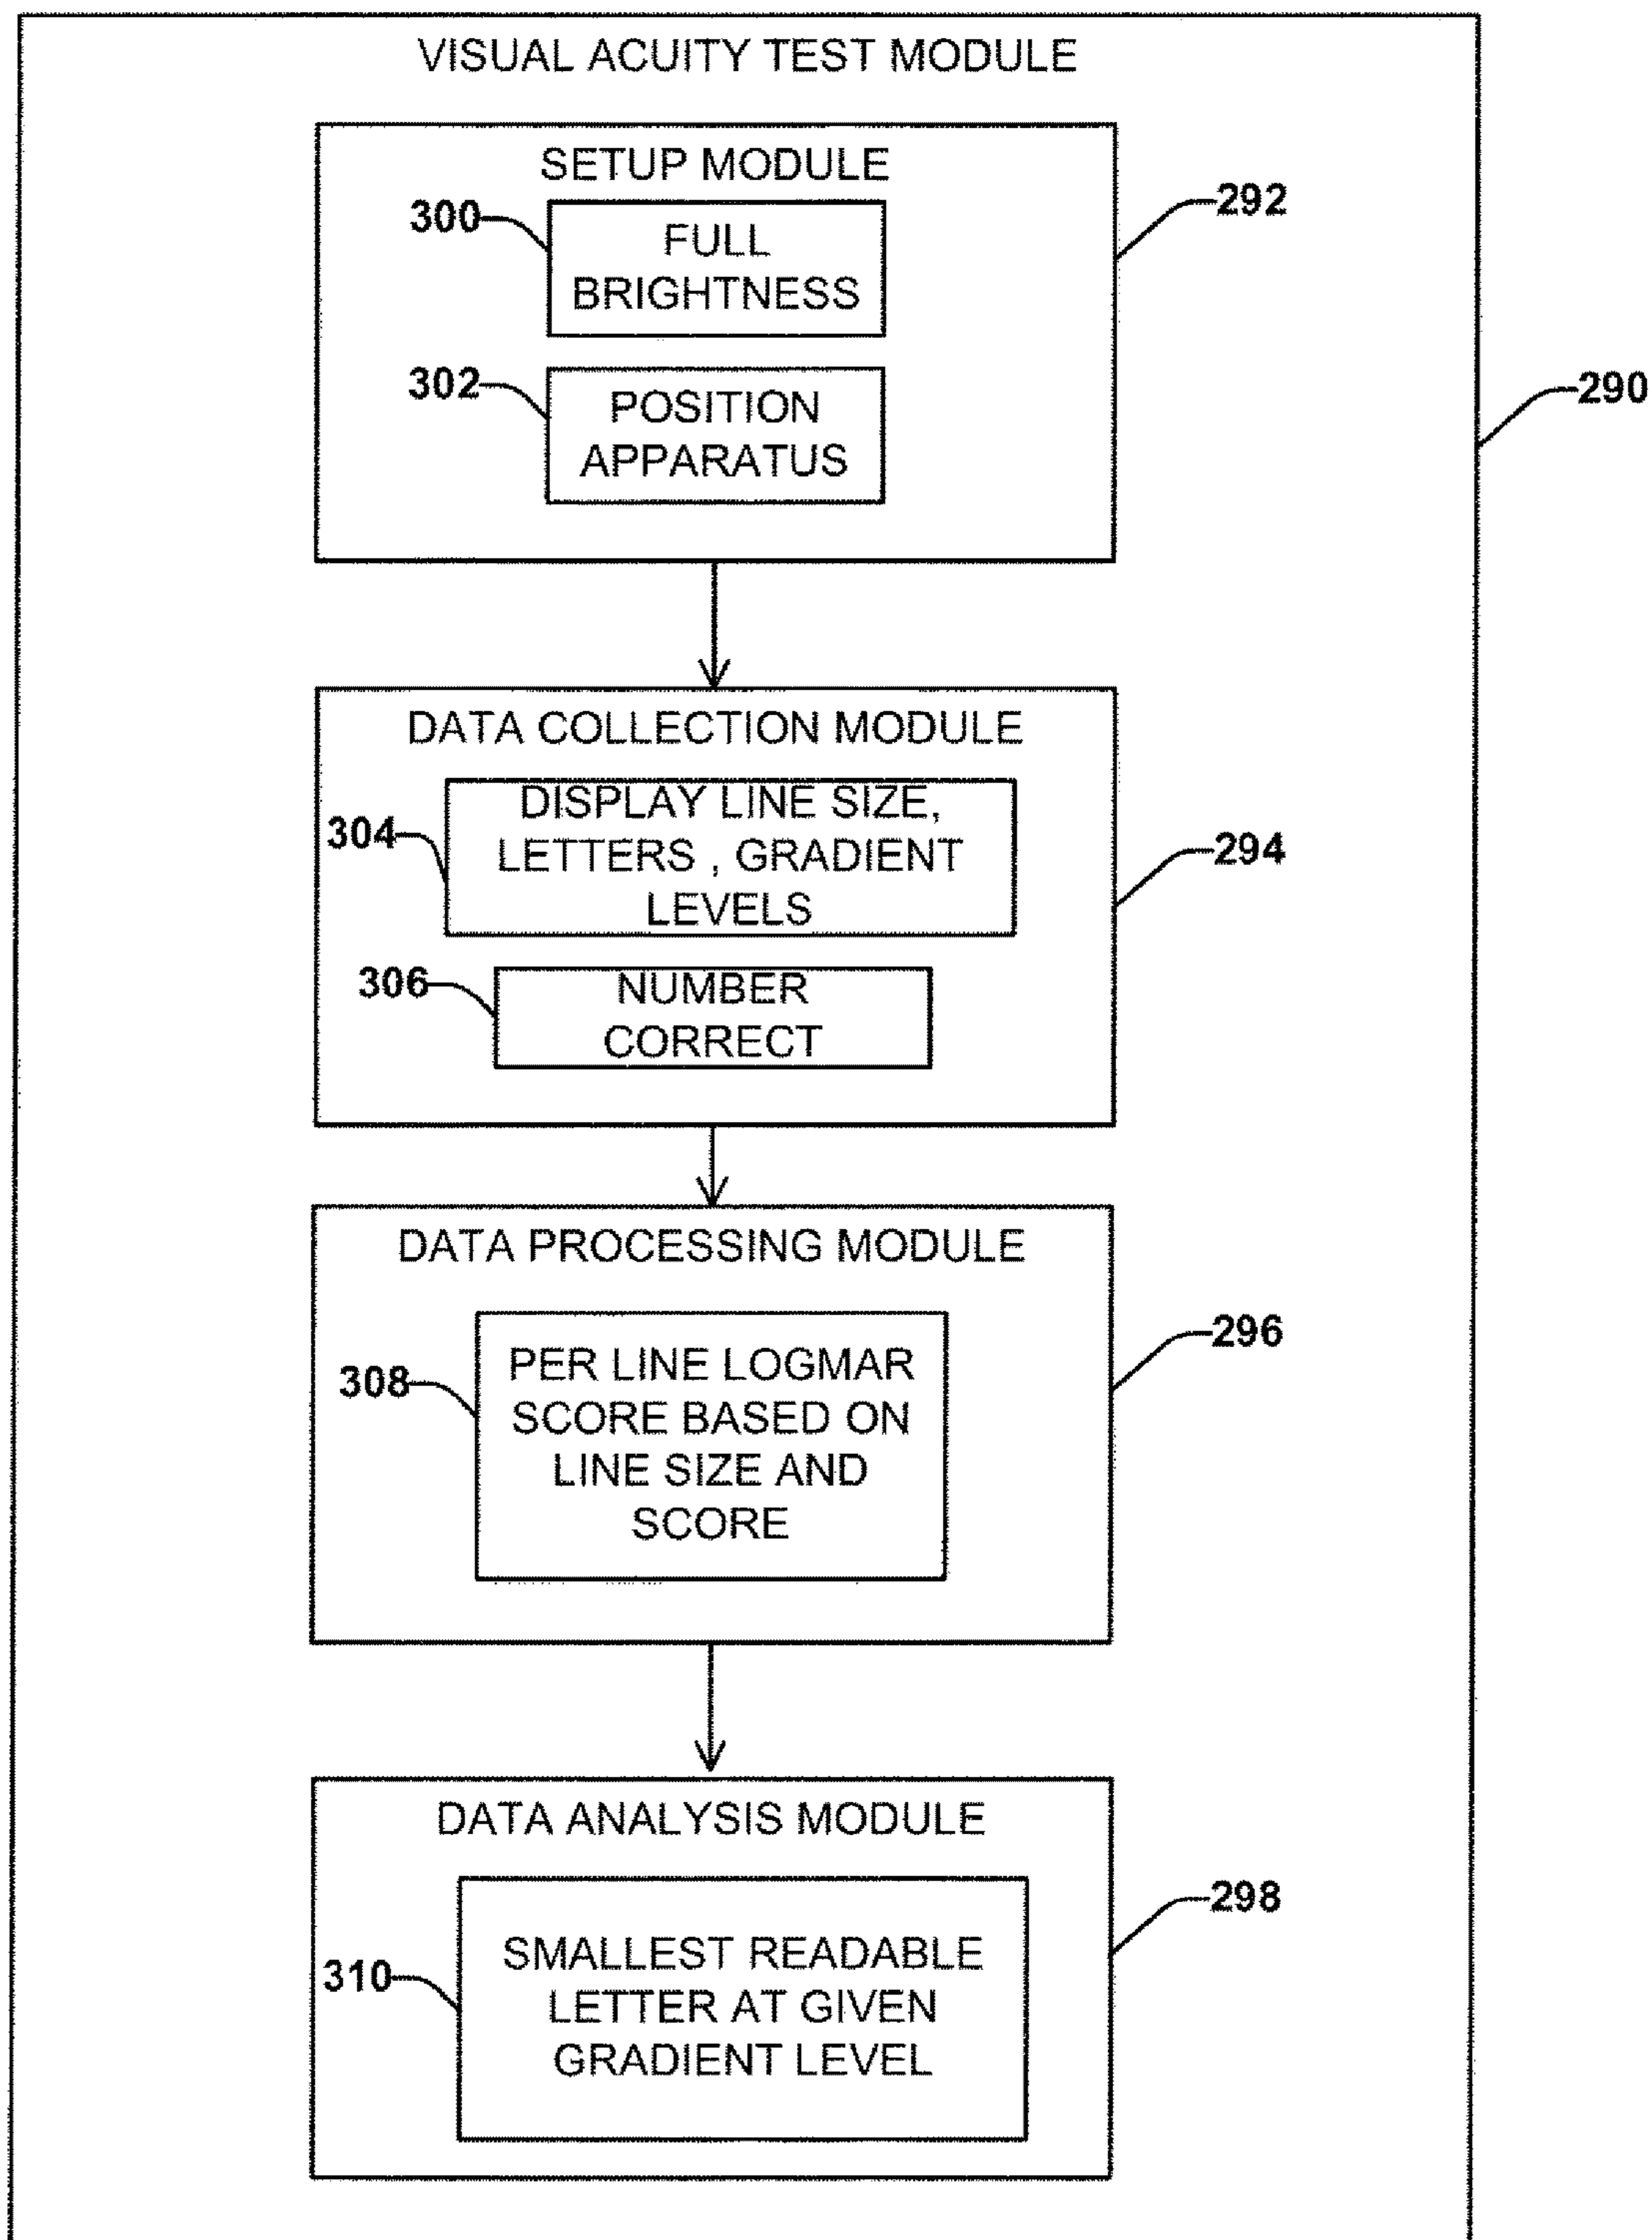 VISUAL ACUITY TEST MODULE
SETUP MODULE
292
300
FULL
BRIGHTNESS
302
POSITION
APPARATUS
290
DATA COLLECTION MODULE
304
DISPLAY LINE SIZE,
LETTERS , GRADIENT
LEVELS
294
306
NUMBER
CORRECT
DATA PROCESSING MODULE
296
308
PER LINE LOGMAR
SCORE BASED ON
LINE SIZE AND
SCORE
DATA ANALYSIS MODULE
298
310
SMALLEST READABLE
LETTER AT GIVEN
GRADIENT LEVEL